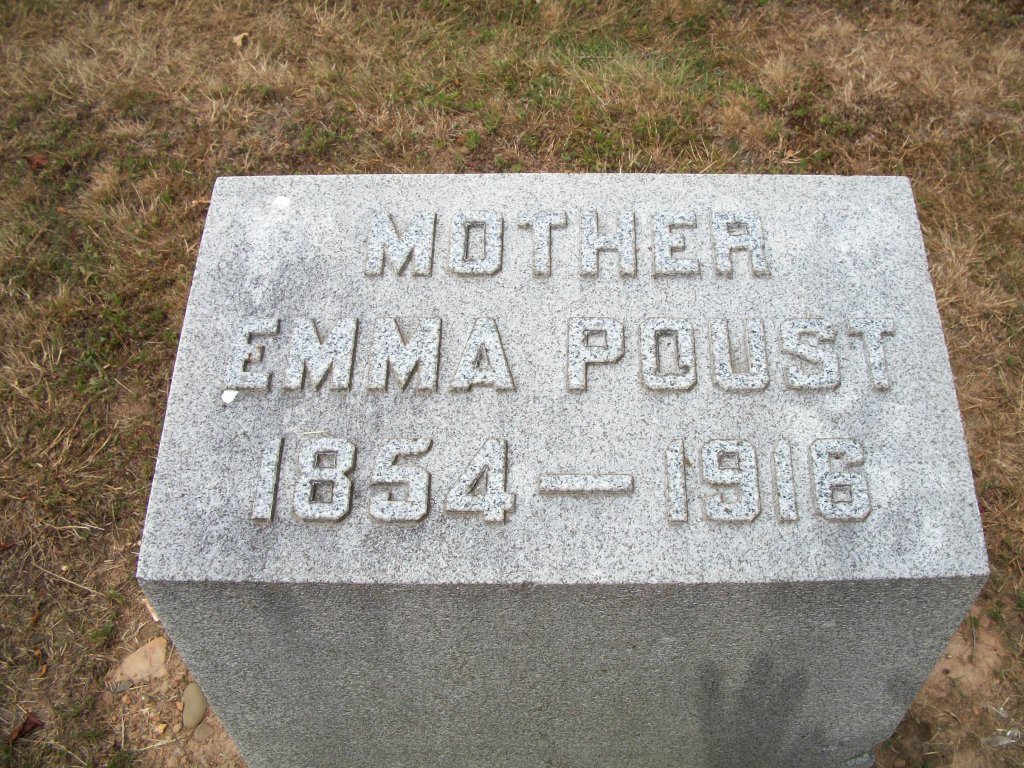 MOTHER
EMMA POUST
1854 — 1916